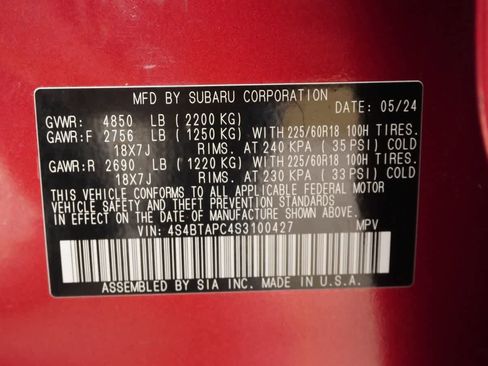 MFD BY SUBARU CORPORATION
GVWR: 4850 LB (2200 KG) DATE: 05/24
GAWR:F 2756 LB (1250 KG) WITH 225/60R18 100H TIRES.
18X7J RIMS. AT 240 KPA (35 PSI) COLD
GAWR:R 2690 LB (1220 KG) WITH 225/60R18 100H TIRES.
18X7J RIMS. AT 230 KPA (33 PSI) COLD
THIS VEHICLE CONFORMS TO ALL APPLICABLE FEDERAL MOTOR
VEHICLE SAFETY AND THEFT PREVENTION STANDARDS
IN EFFECT ON THE DATE OF MANUFACTURE SHOWN ABOVE.
VIN: 4S4BTAPC4S3100427 MPV
ASSEMBLED BY SIA INC. MADE IN U.S.A.